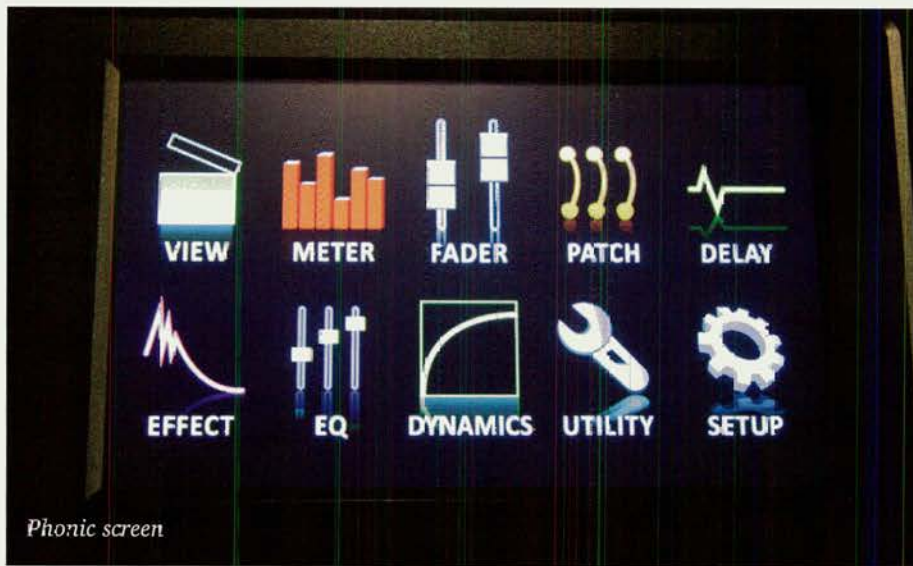 VIEW METER FADER PATCH DELAY
EFFECT EQ DYNAMICS UTILITY SETUP
Phonic screen